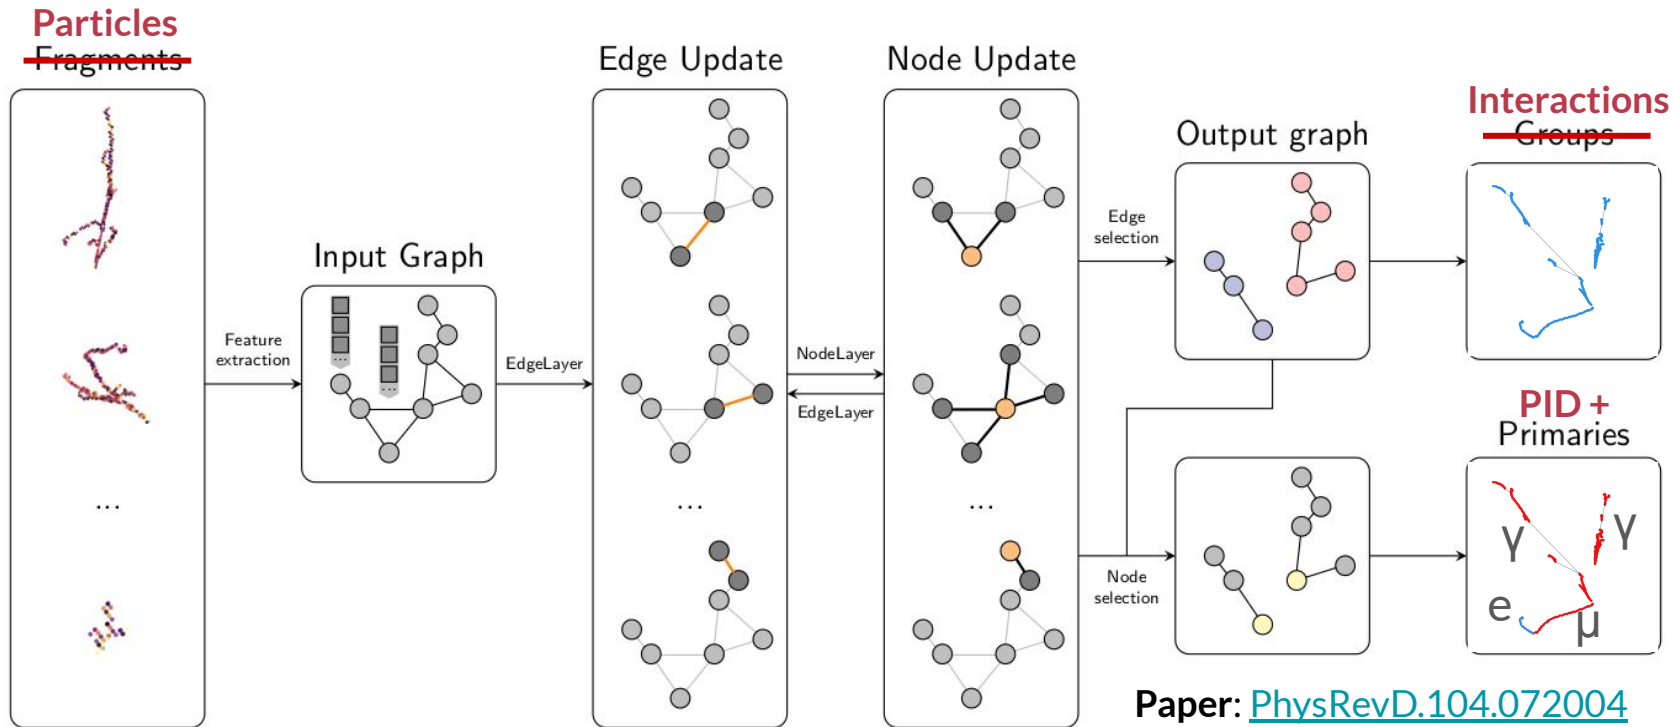 Particles
Fragments
Edge Update
Node Update
Interactions
Groups
Output graph
Input Graph
Edge
selection
Feature
extraction
EdgeLayer
NodeLayer
EdgeLayer
...
...
...
...
...
PID +
Primaries
Node
selection
γ
γ
e
μ
Paper: PhysRevD.104.072004